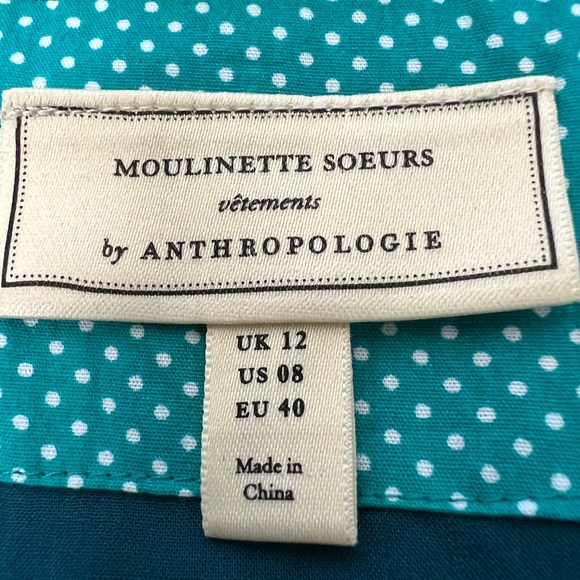 MOULINETTE SOEURS
vêtements
by ANTHROPOLOGIE
UK 12
US 08
EU 40
Made in
China